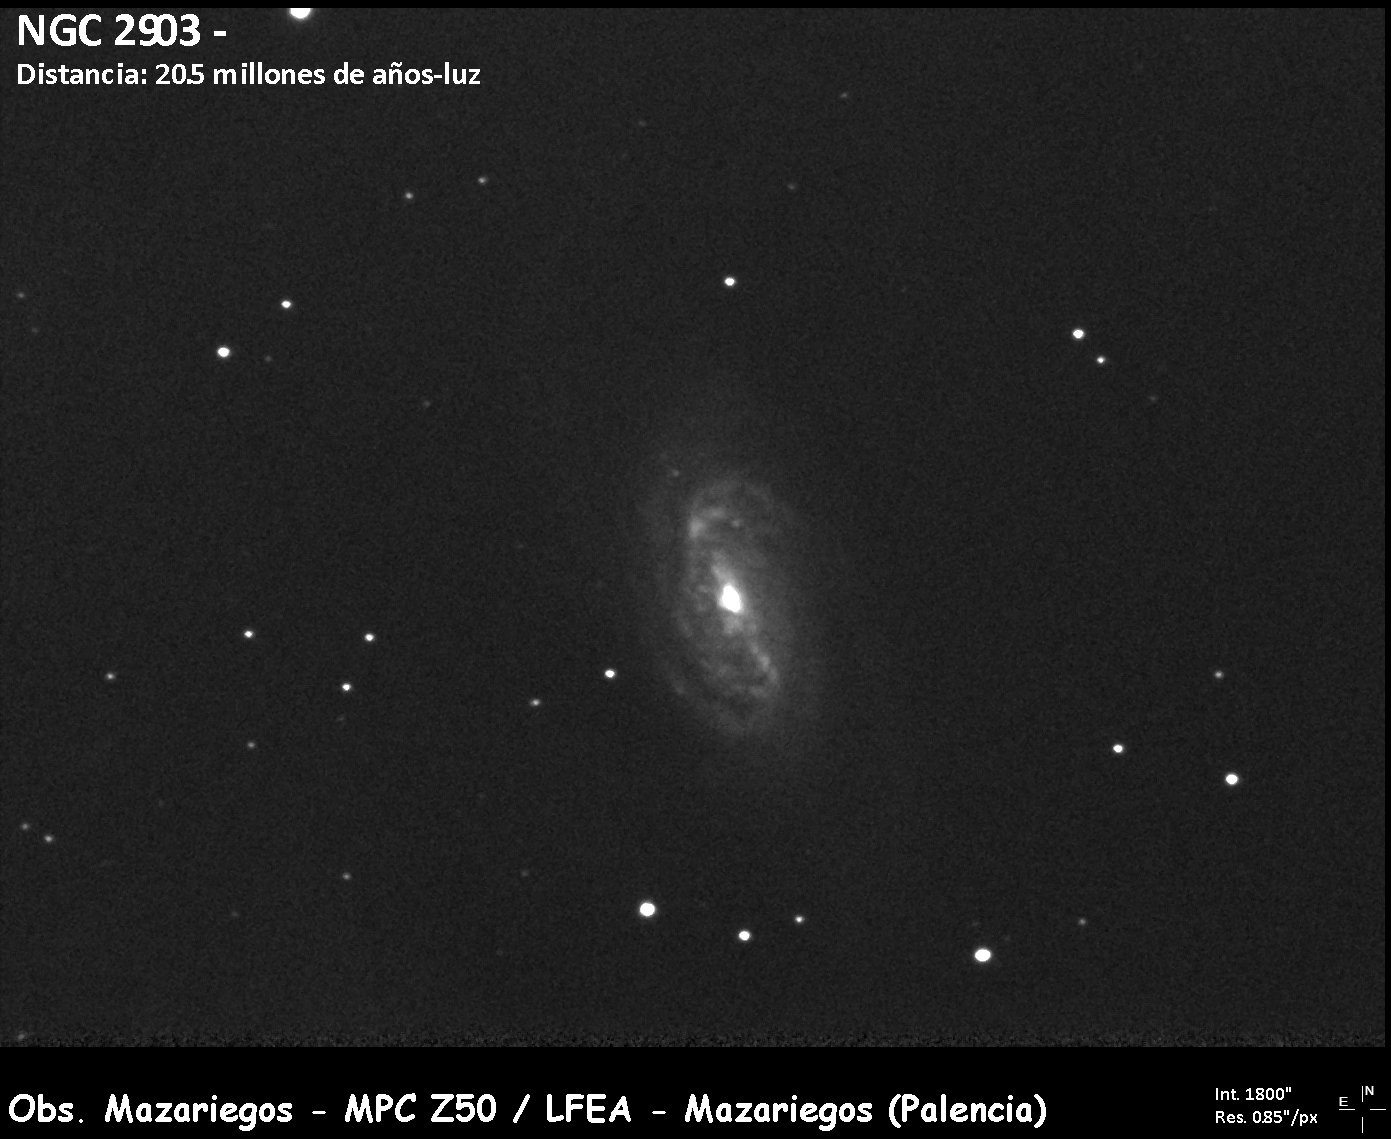 NGC 2903 -
Distancia: 20.5 millones de años-luz
Obs. Mazariegos - MPC Z50 / LFEA - Mazariegos (Palencia)
Int. 1800"
Res. 0.85"/px
N
E